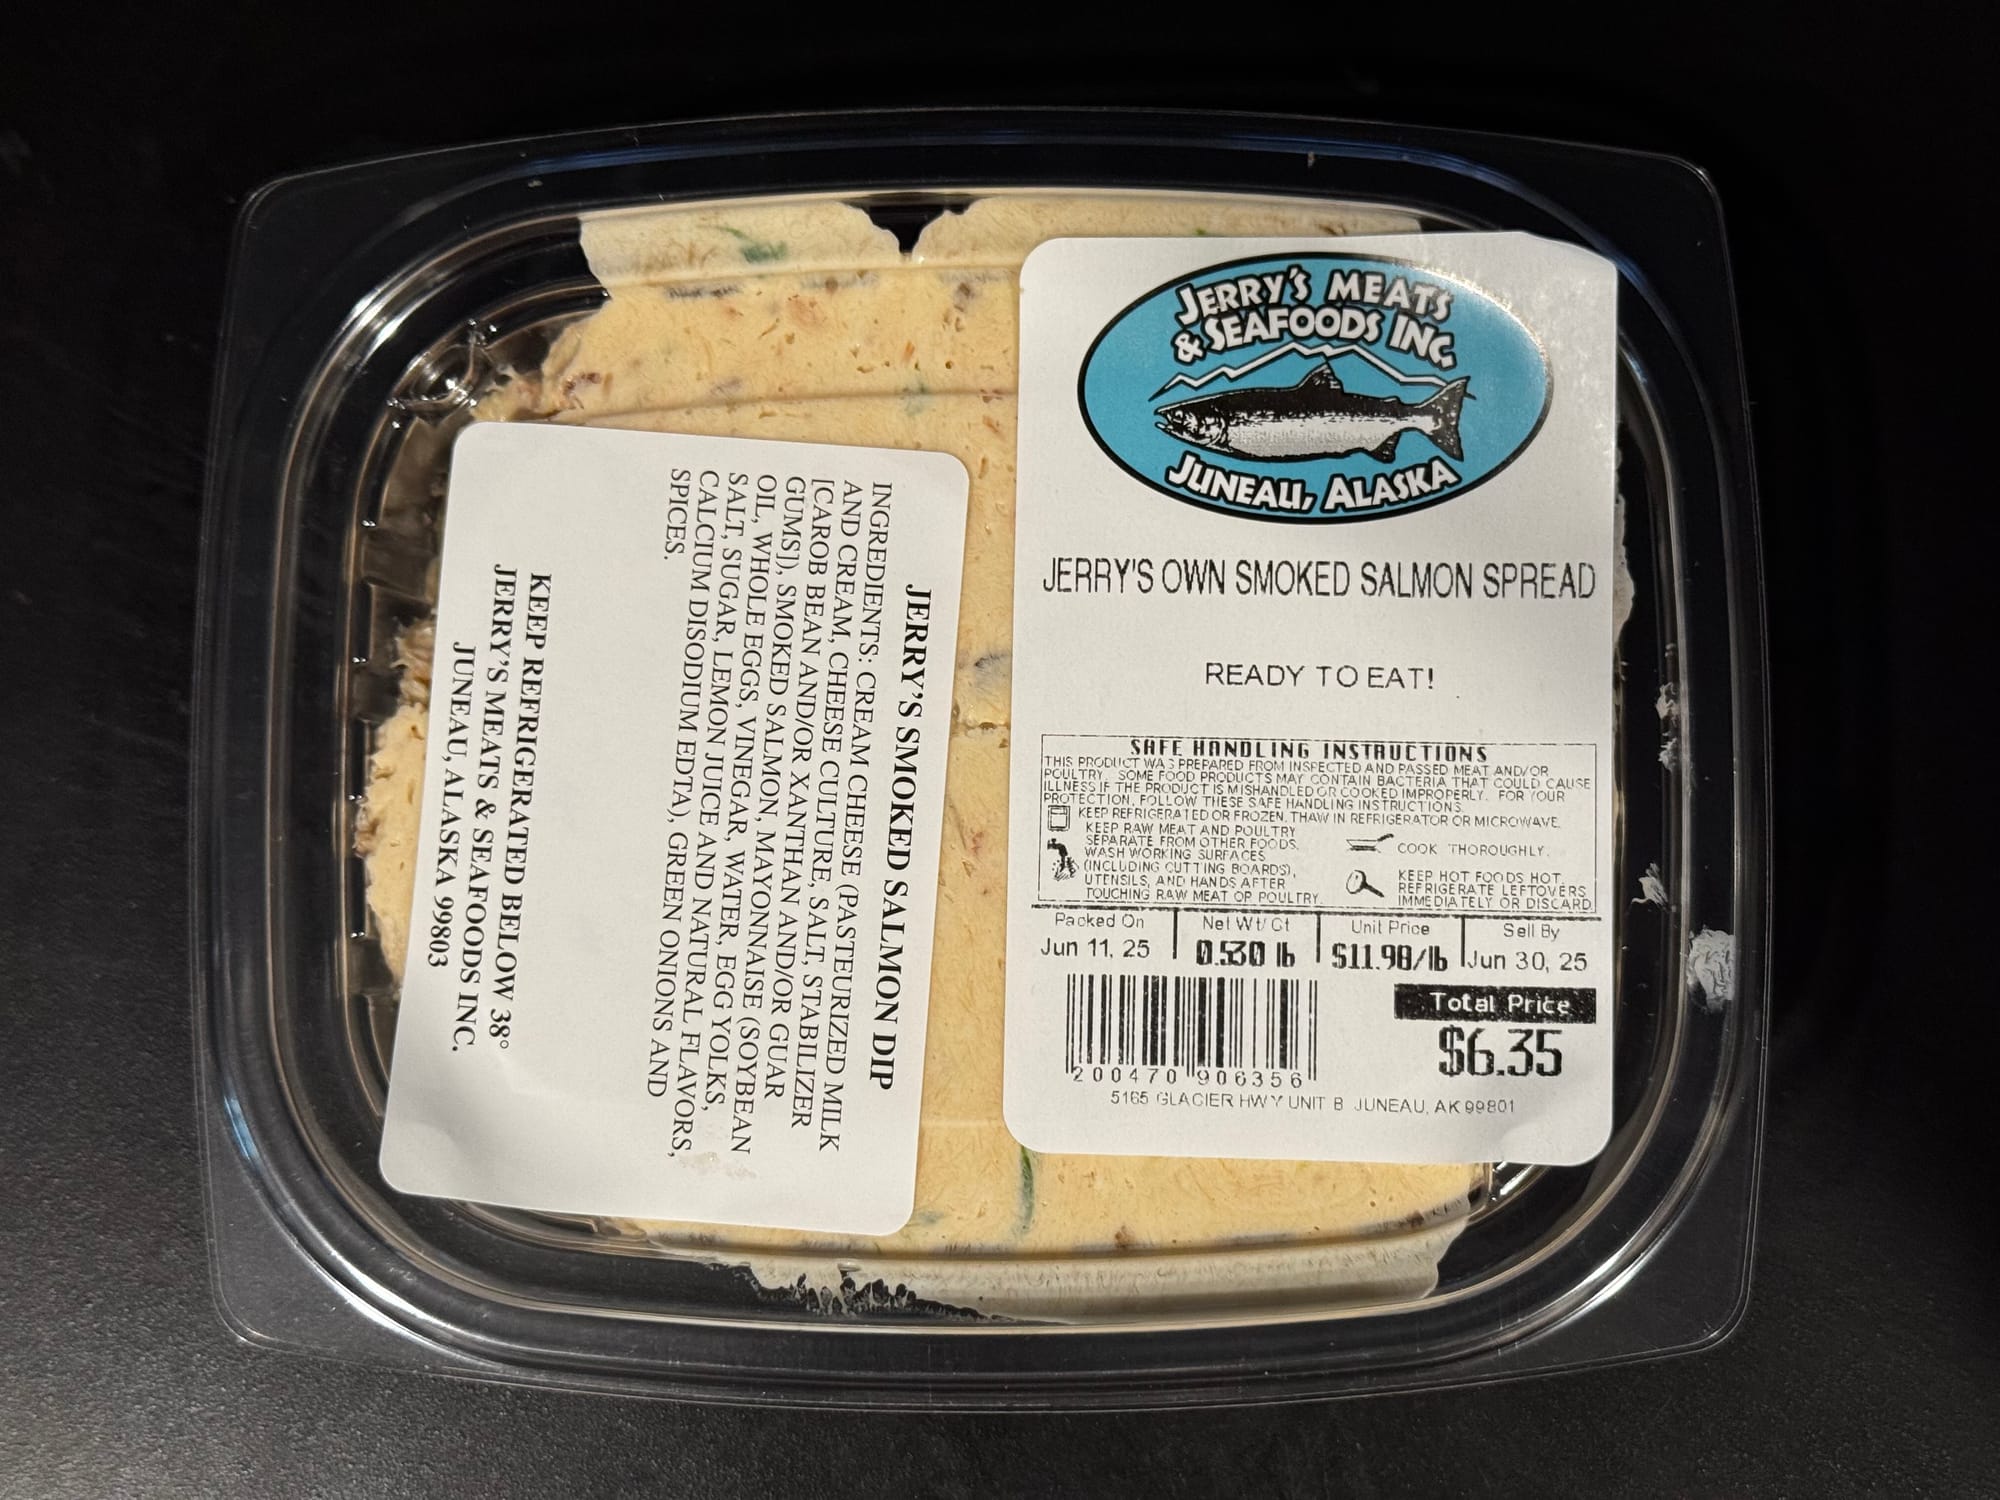 JERRY'S MEATS
& SEAFOODS INC.
JUNEAU, ALASKA
JERRY'S OWN SMOKED SALMON SPREAD
READY TO EAT!
SAFE HANDLING INSTRUCTIONS
THIS PRODUCT WAS PREPARED FROM INSPECTED AND PASSED MEAT AND/OR
POULTRY. SOME FOOD PRODUCTS MAY CONTAIN BACTERIA THAT COULD CAUSE
ILLNESS IF THE PRODUCT IS MISHANDLED OR COOKED IMPROPERLY. FOR YOUR
PROTECTION, FOLLOW THESE SAFE HANDLING INSTRUCTIONS.
KEEP REFRIGERATED OR FROZEN. THAW IN REFRIGERATOR OR MICROWAVE.
KEEP RAW MEAT AND POULTRY
SEPARATE FROM OTHER FOODS.
WASH WORKING SURFACES
(INCLUDING CUTTING BOARDS),
UTENSILS, AND HANDS AFTER
TOUCHING RAW MEAT OR POULTRY.
COOK THOROUGHLY.
KEEP HOT FOODS HOT.
REFRIGERATE LEFTOVERS
IMMEDIATELY OR DISCARD.
Packed On
Jun 11, 25
Net Wt/ Ct
0.530 lb
Unit Price
$11.98/lb
Sell By
Jun 30, 25
Total Price
$6.35
2 00470 906356
5165 GLACIER HWY UNIT B JUNEAU, AK 99801
JERRY'S SMOKED SALMON DIP
INGREDIENTS: CREAM CHEESE (PASTEURIZED MILK
AND CREAM, CHEESE CULTURE, SALT, STABILIZER
[CAROB BEAN AND/OR XANTHAN AND/OR GUAR
GUMS]), SMOKED SALMON, MAYONNAISE (SOYBEAN
OIL, WHOLE EGGS, VINEGAR, WATER, EGG YOLKS,
SALT, SUGAR, LEMON JUICE AND NATURAL FLAVORS,
CALCIUM DISODIUM EDTA), GREEN ONIONS AND
SPICES.
KEEP REFRIGERATED BELOW 38°
JERRY'S MEATS & SEAFOODS INC.
JUNEAU, ALASKA 99803